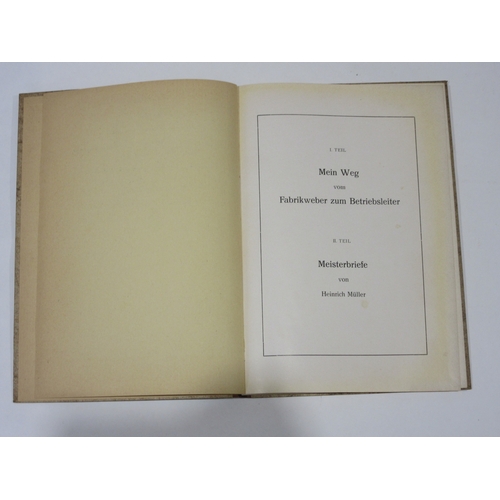 I TEIL
Mein Weg
vom
Fabrikweber zum Betriebsleiter
II TEIL
Meisterbriefe
von
Heinrich Müller